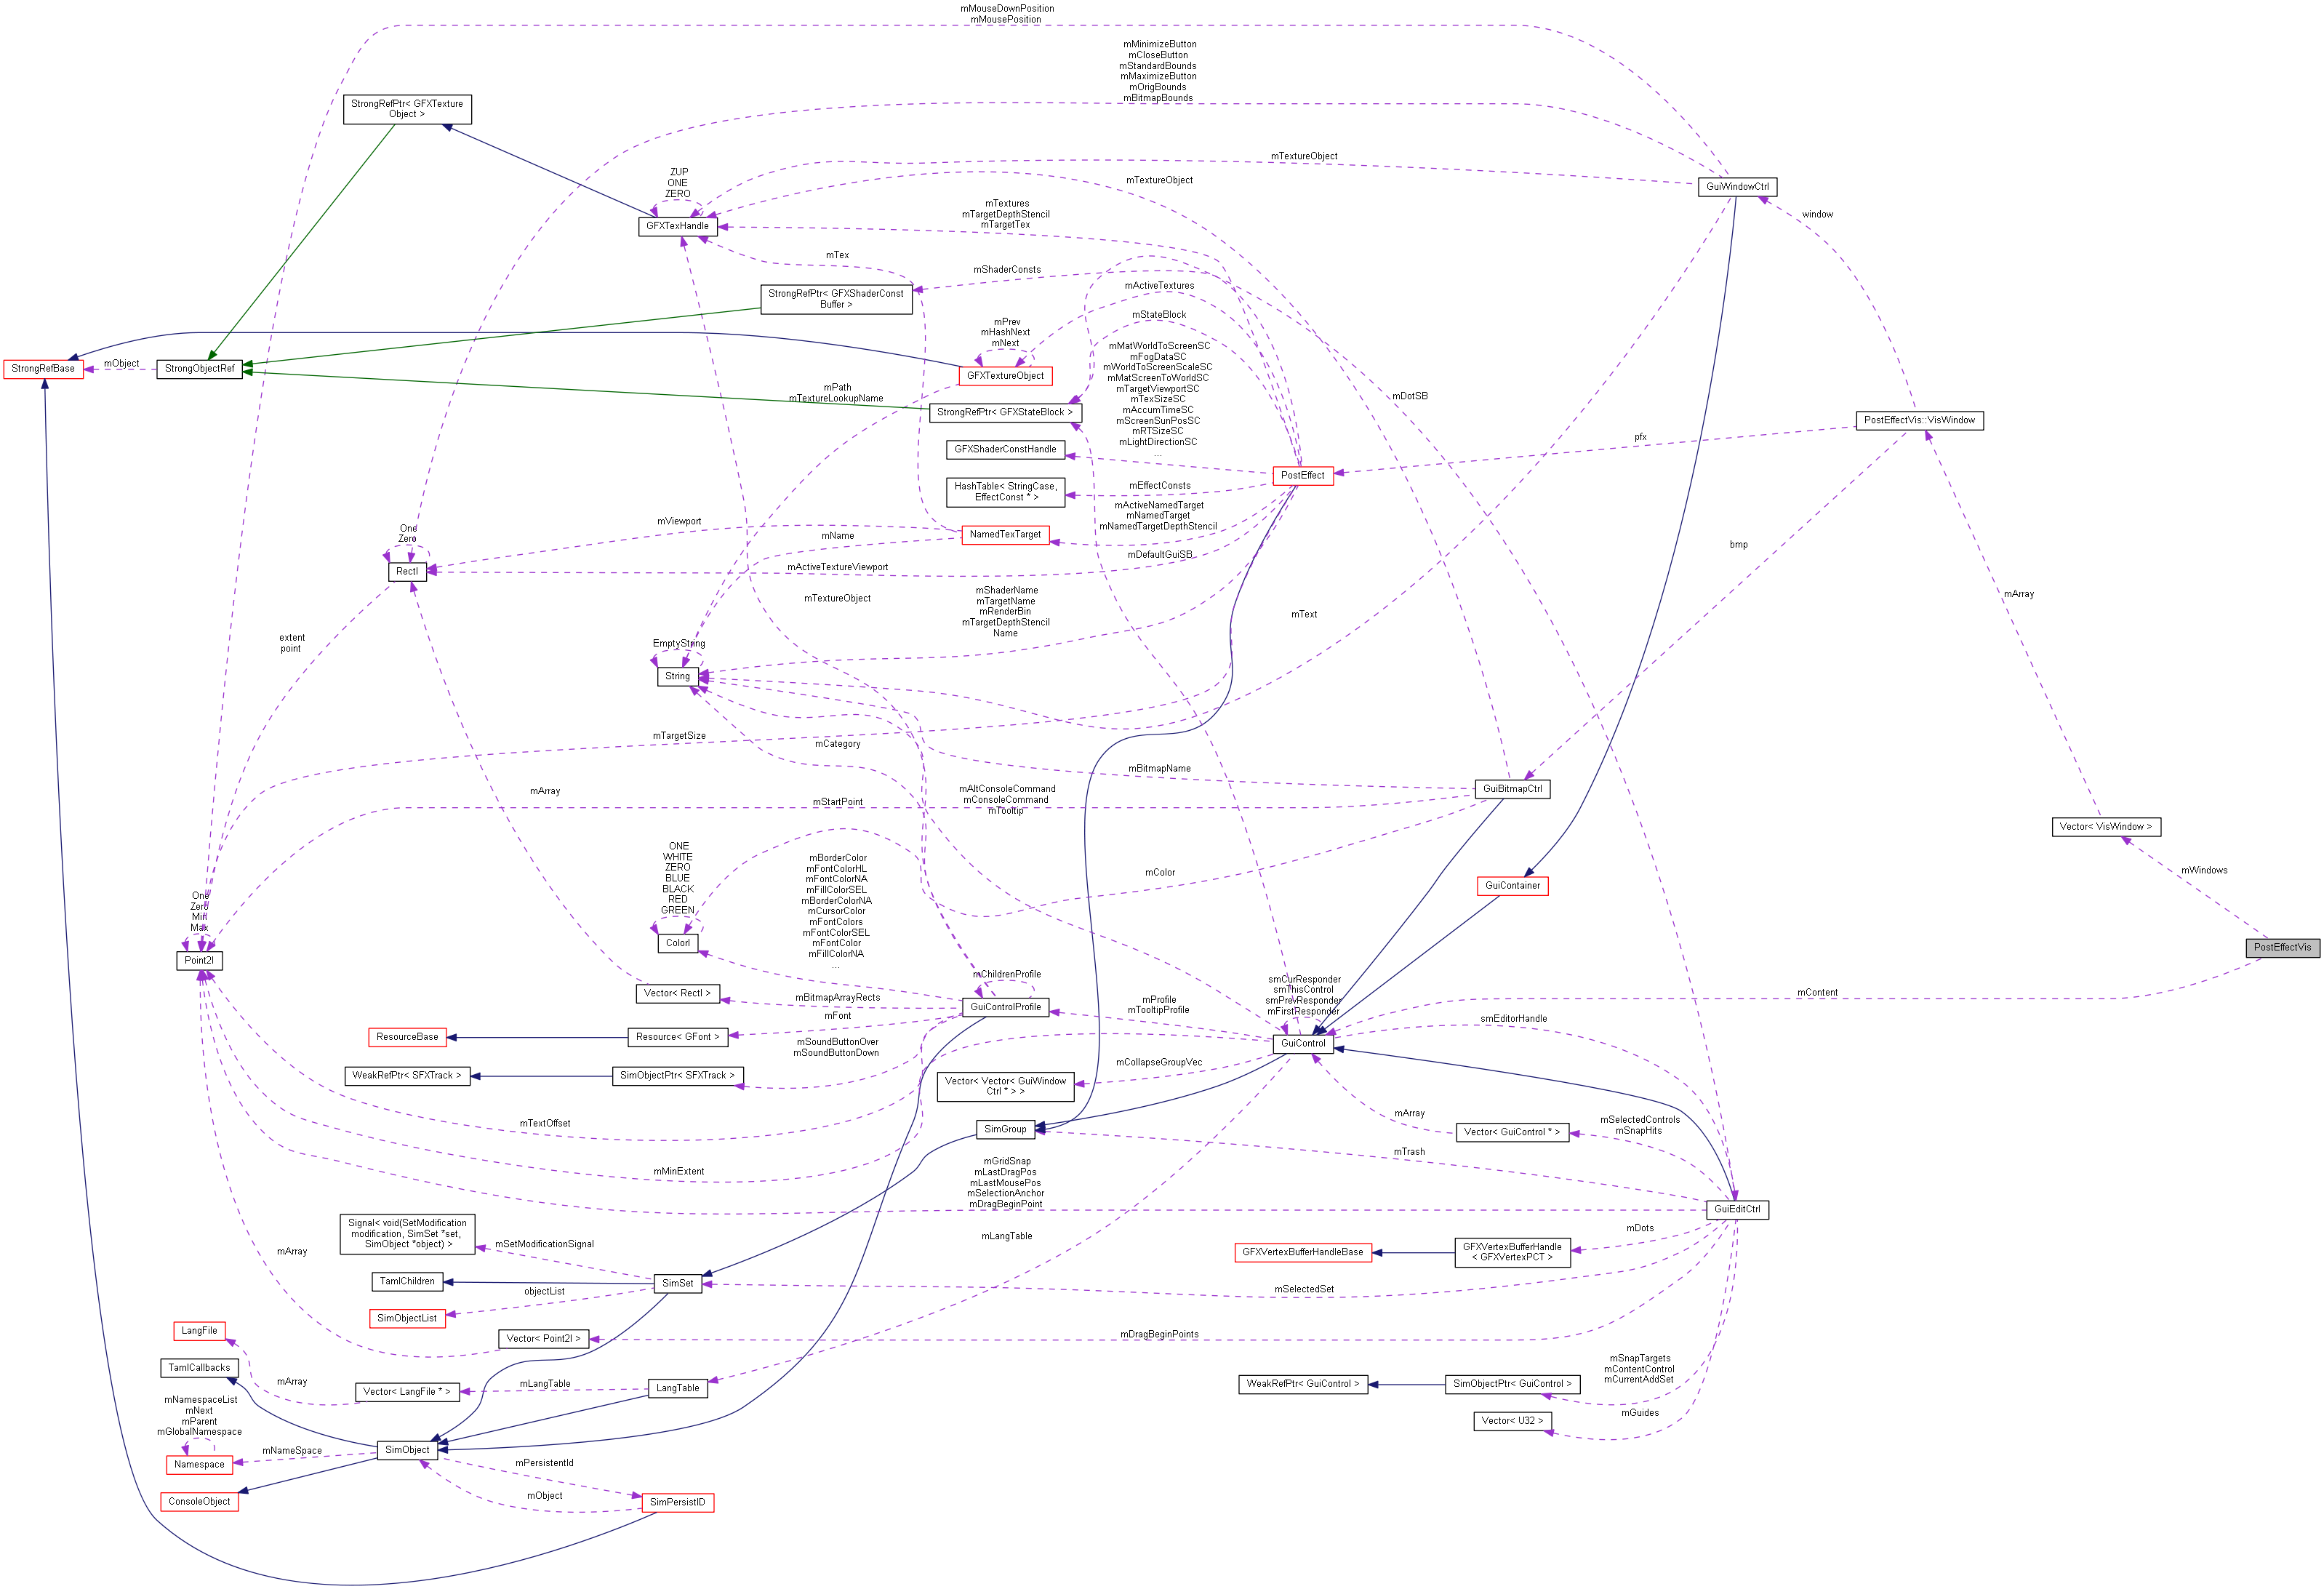 mMouseDownPosition
mMousePosition
mMinimizeButton
mCloseButton
mStandardBounds
mMaximizeButton
mOrigBounds
mBitmapBounds
StrongRefPtr< GFXTexture
Object >
mTextureObject
ZUP
ONE
ZERO
mTextureObject
GuiWindowCtrl
mTextures
mTargetDepthStencil
mTargetTex
window
GFXTexHandle
mTex
mShaderConsts
StrongRefPtr< GFXShaderConst
Buffer >
mActiveTextures
mStateBlock
mPrev
mHashNext
mNext
mObject
StrongRefBase
StrongObjectRef
GFXTextureObject
mPath
mTextureLookupName
mMatWorldToScreenSC
mFogDataSC
mWorldToScreenScaleSC
mMatScreenToWorldSC
mTargetViewportSC
mTexSizeSC
mAccumTimeSC
mScreenSunPosSC
mRTSizeSC
mLightDirectionSC
...
mDotSB
StrongRefPtr< GFXStateBlock >
PostEffectVis::VisWindow
pfx
GFXShaderConstHandle
PostEffect
HashTable< StringCase,
EffectConst * >
mEffectConsts
mActiveNamedTarget
mNamedTarget
mNamedTargetDepthStencil
One
Zero
mViewport
mName
NamedTexTarget
bmp
mDefaultGuiSB
RectI
mActiveTextureViewport
mTextureObject
mShaderName
mTargetName
mRenderBin
mTargetDepthStencil
Name
mArray
mText
extent
point
EmptyString
String
mTargetSize
mCategory
mBitmapName
GuiBitmapCtrl
mArray
mStartPoint
mAltConsoleCommand
mConsoleCommand
mTooltip
Vector< VisWindow >
ONE
WHITE
ZERO
BLUE
BLACK
RED
GREEN
mBorderColor
mFontColorHL
mFontColorNA
mFillColorSEL
mBorderColorNA
mCursorColor
mFontColors
mFontColorSEL
mFontColor
mFillColorNA
...
mColor
mWindows
GuiContainer
One
Zero
Min
Max
ColorI
PostEffectVis
Point2I
mChildrenProfile
smCurResponder
smThisControl
smPrevResponder
mFirstResponder
mContent
Vector< RectI >
mBitmapArrayRects
GuiControlProfile
mProfile
mTooltipProfile
smEditorHandle
mFont
ResourceBase
Resource< GFont >
GuiControl
mSoundButtonOver
mSoundButtonDown
WeakRefPtr< SFXTrack >
SimObjectPtr< SFXTrack >
mCollapseGroupVec
Vector< Vector< GuiWindow
Ctrl * > >
mArray
mSelectedControls
mSnapHits
mTextOffset
SimGroup
Vector< GuiControl * >
mTrash
mMinExtent
mGridSnap
mLastDragPos
mLastMousePos
mSelectionAnchor
mDragBeginPoint
GuiEditCtrl
Signal< void(SetModification
modification, SimSet *set,
SimObject *object) >
mSetModificationSignal
mLangTable
mDots
mArray
GFXVertexBufferHandleBase
GFXVertexBufferHandle
< GFXVertexPCT >
TamlChildren
SimSet
objectList
mSelectedSet
SimObjectList
LangFile
Vector< Point2I >
mDragBeginPoints
TamlCallbacks
mArray
Vector< LangFile * >
mLangTable
LangTable
mSnapTargets
mContentControl
mCurrentAddSet
WeakRefPtr< GuiControl >
SimObjectPtr< GuiControl >
mNamespaceList
mNext
mParent
mGlobalNamespace
mGuides
Vector< U32 >
SimObject
mNameSpace
Namespace
mPersistentId
mObject
ConsoleObject
SimPersistID